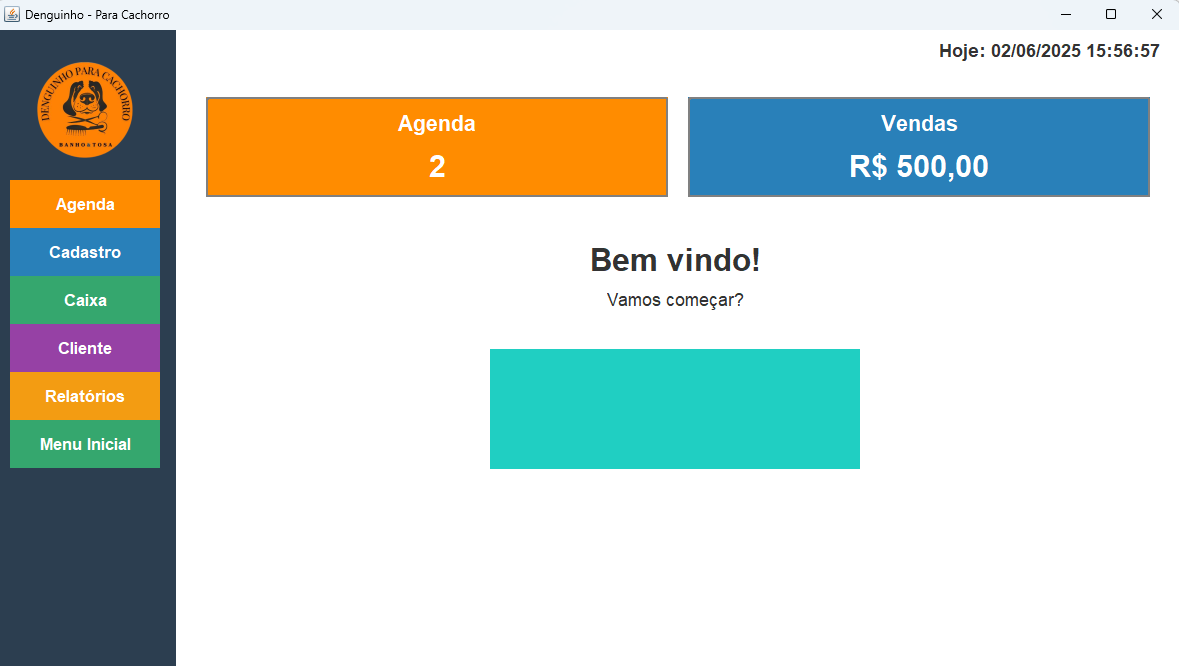 Denguinho - Para Cachorro
Hoje: 02/06/2025 15:56:57
DENGUINHO PARA CACHORRO
BANHO & TOSA
Agenda
Cadastro
Caixa
Cliente
Relatórios
Menu Inicial
Agenda
2
Vendas
R$ 500,00
Bem vindo!
Vamos começar?